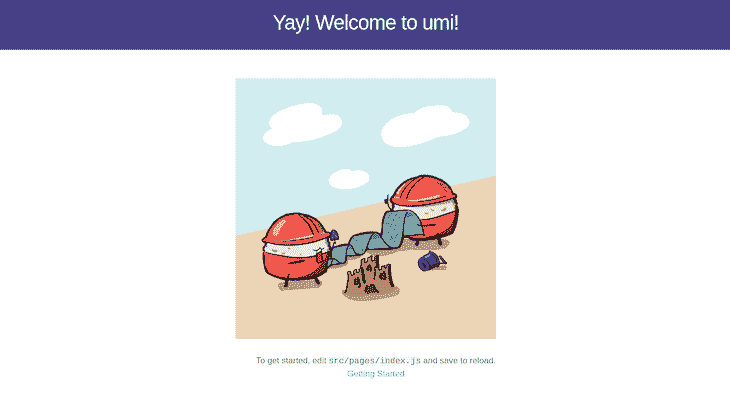 Yay! Welcome to umi!
To get started, edit src/pages/index.js and save to reload.
Getting Started